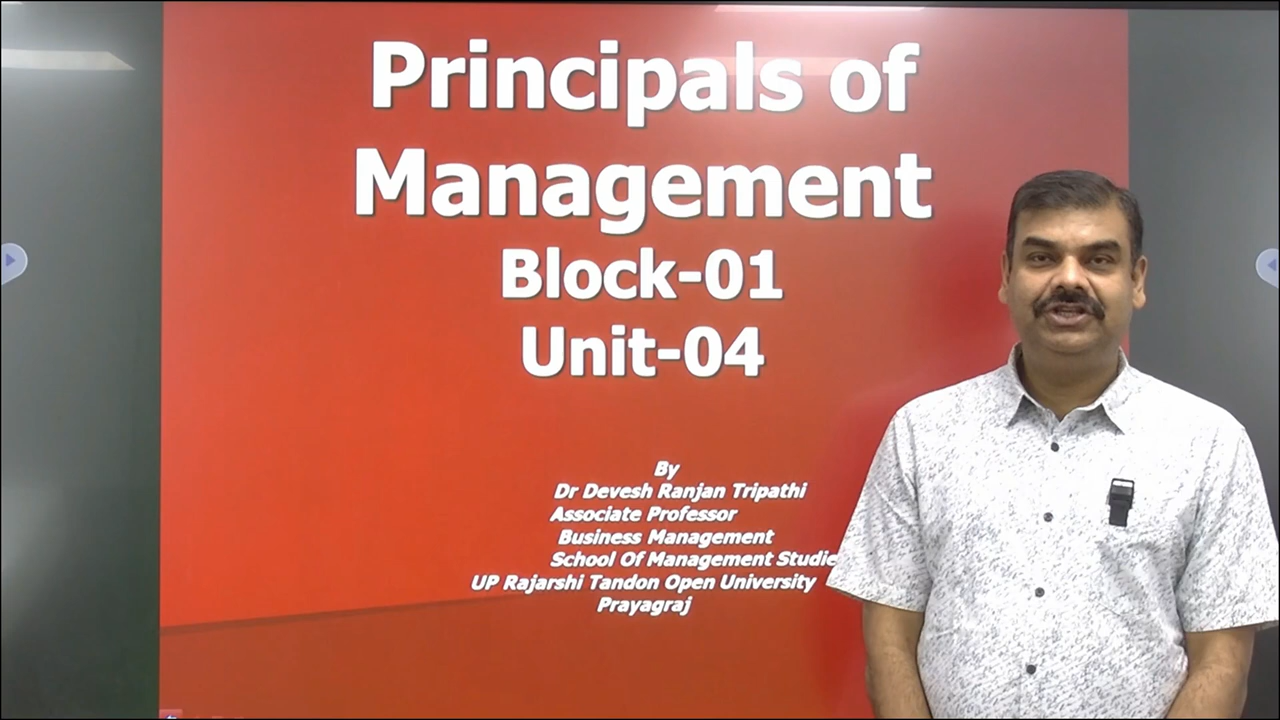 Principals of
Management
Block-01
Unit-04
By
Dr Devesh Ranjan Tripathi
Associate Professor
Business Management
School Of Management Studie
UP Rajarshi Tandon Open University
Prayagraj